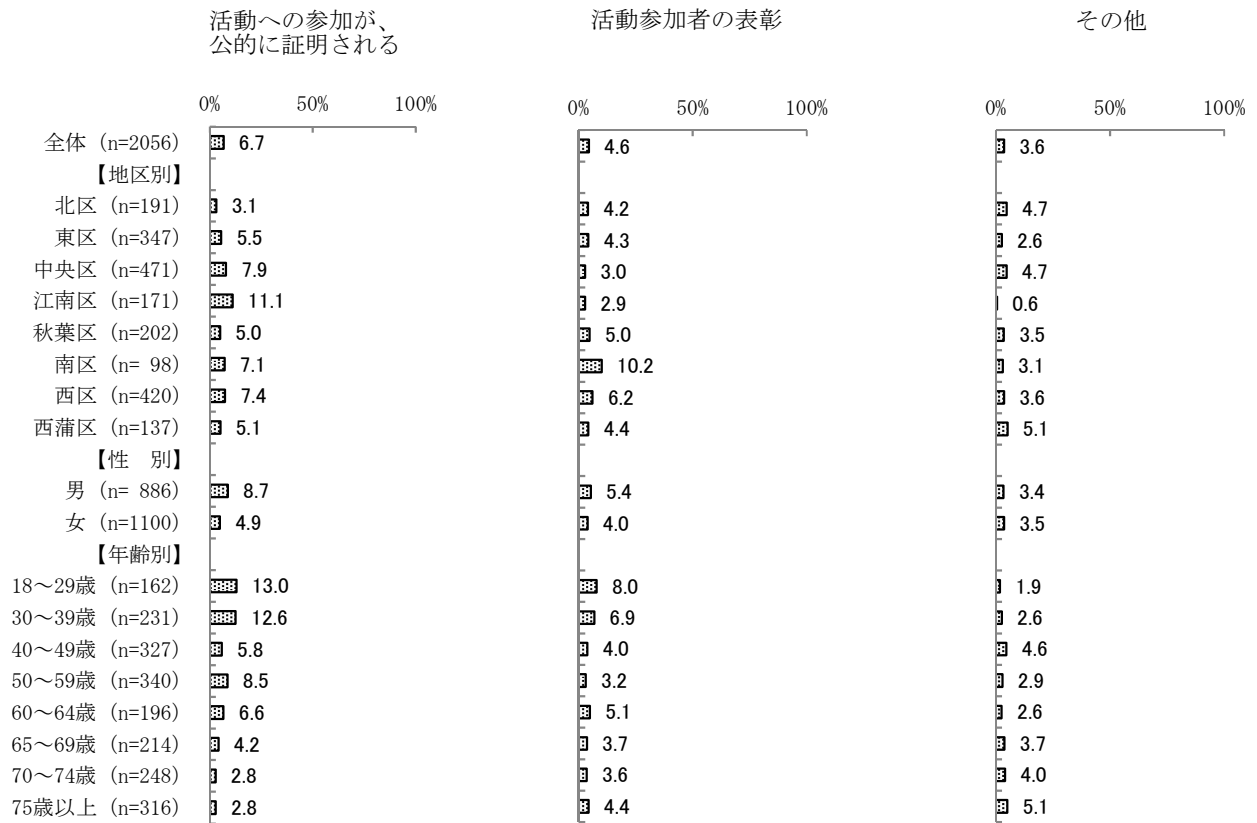 活動への参加が、
公的に証明される
活動参加者の表彰
その他
0% 50% 100% 0% 50% 100% 0% 50% 100%
全体 (n=2056) 6.7 4.6 3.6
【地区別】
北区 (n=191) 3.1 4.2 4.7
東区 (n=347) 5.5 4.3 2.6
中央区 (n=471) 7.9 3.0 4.7
江南区 (n=171) 11.1 2.9 0.6
秋葉区 (n=202) 5.0 5.0 3.5
南区 (n= 98) 7.1 10.2 3.1
西区 (n=420) 7.4 6.2 3.6
西蒲区 (n=137) 5.1 4.4 5.1
【性　別】
男 (n= 886) 8.7 5.4 3.4
女 (n=1100) 4.9 4.0 3.5
【年齢別】
18～29歳 (n=162) 13.0 8.0 1.9
30～39歳 (n=231) 12.6 6.9 2.6
40～49歳 (n=327) 5.8 4.0 4.6
50～59歳 (n=340) 8.5 3.2 2.9
60～64歳 (n=196) 6.6 5.1 2.6
65～69歳 (n=214) 4.2 3.7 3.7
70～74歳 (n=248) 2.8 3.6 4.0
75歳以上 (n=316) 2.8 4.4 5.1